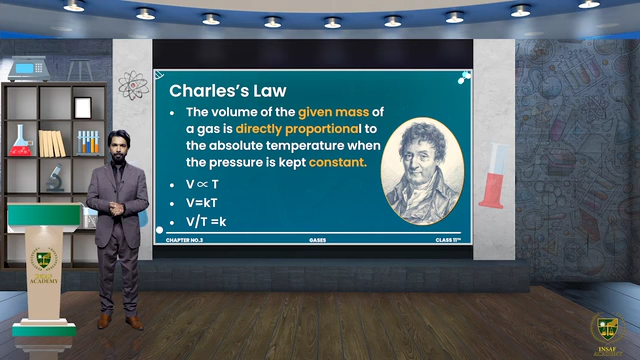 Charles's Law
• The volume of the given mass of
a gas is directly proportional to
the absolute temperature when
the pressure is kept constant.
• V ∝ T
• V=kT
• V/T =k
CHAPTER NO.3 GASES CLASS 11TH
ACADEMY
INSAF